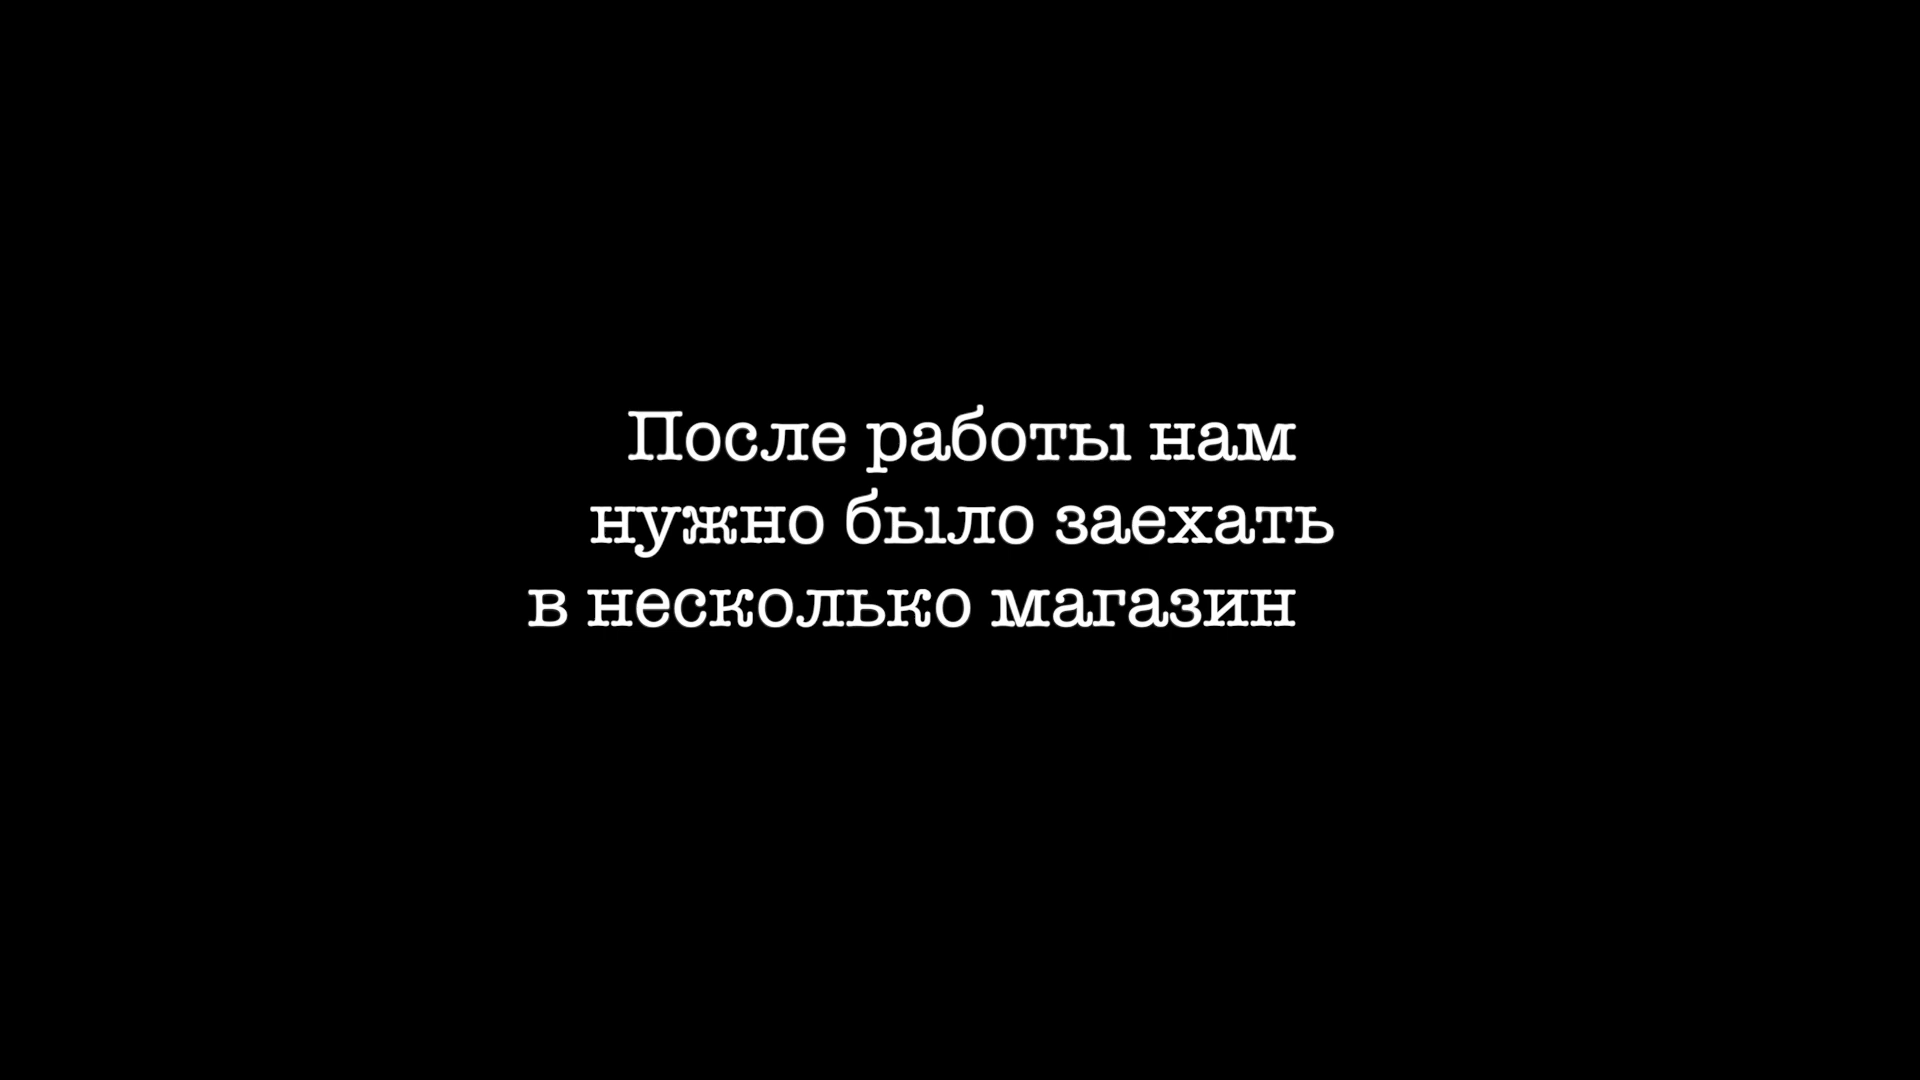 После работы нам
нужно было заехать
в несколько магазин